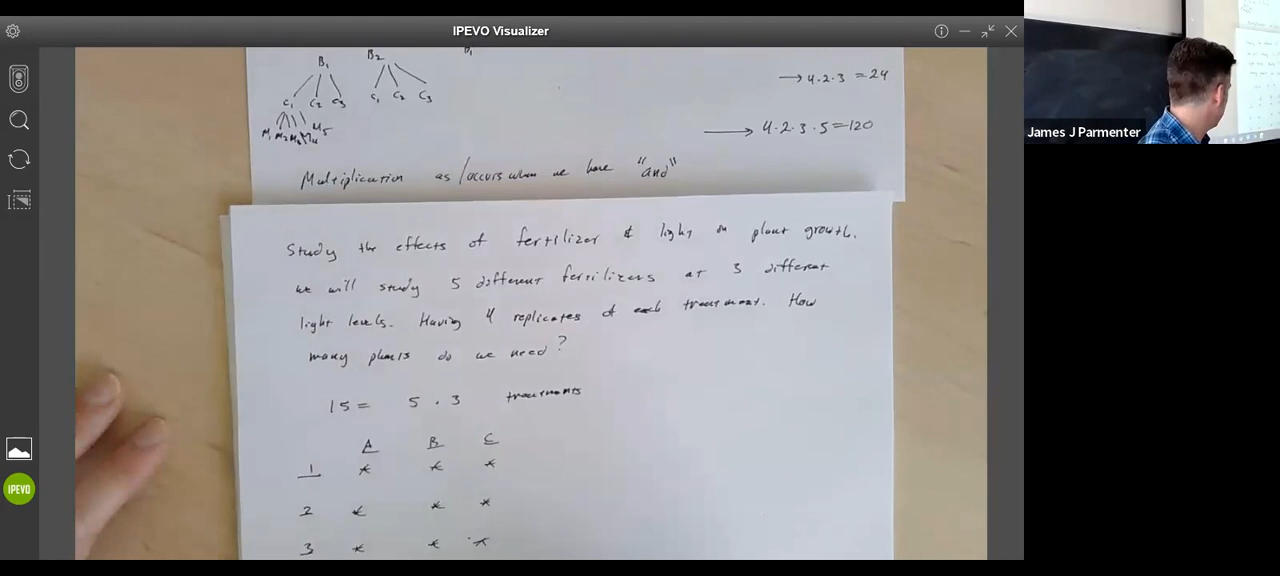 IPEVO Visualizer
B1 B2 B1
C1 C2 C3 C1 C2 C3
M1 M2 M3 M4 M5
→ 4·2·3 = 24
→ 4·2·3·5=120
Multiplication as/occurs when we have "and"
James J Parmenter
Study the effects of fertilizer & light on plant growth.
we will study 5 different fertilizers at 3 different
light levels. Having 4 replicates of each treatment. How
many plants do we need?
15 = 5 · 3 treatments
A B C
1 * * *
2 * * *
3 * * *
IPEVO